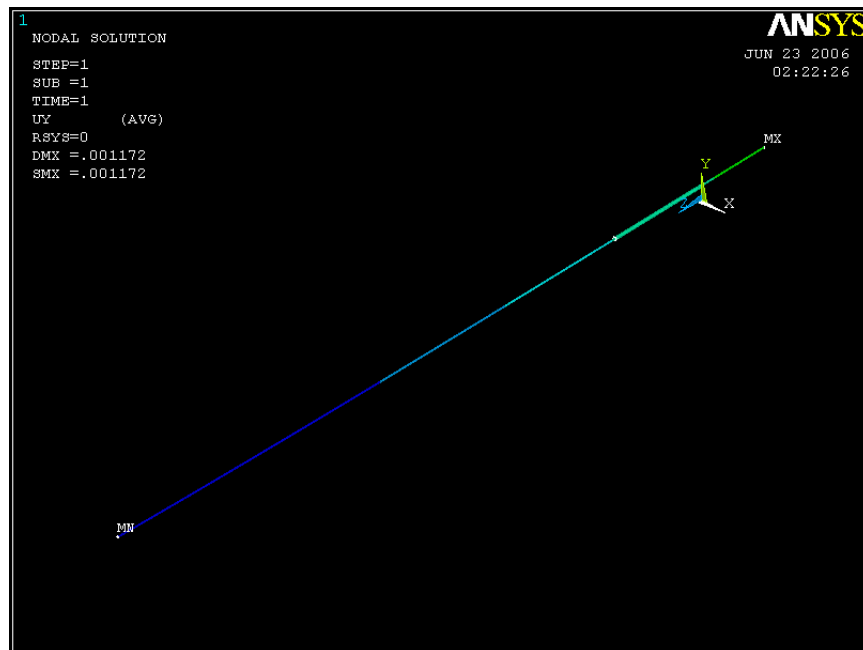 1
NODAL SOLUTION
STEP=1
SUB =1
TIME=1
UY (AVG)
RSYS=0
DMX =.001172
SMX =.001172
ANSYS
JUN 23 2006
02:22:26
MX
Y
Z
X
MN